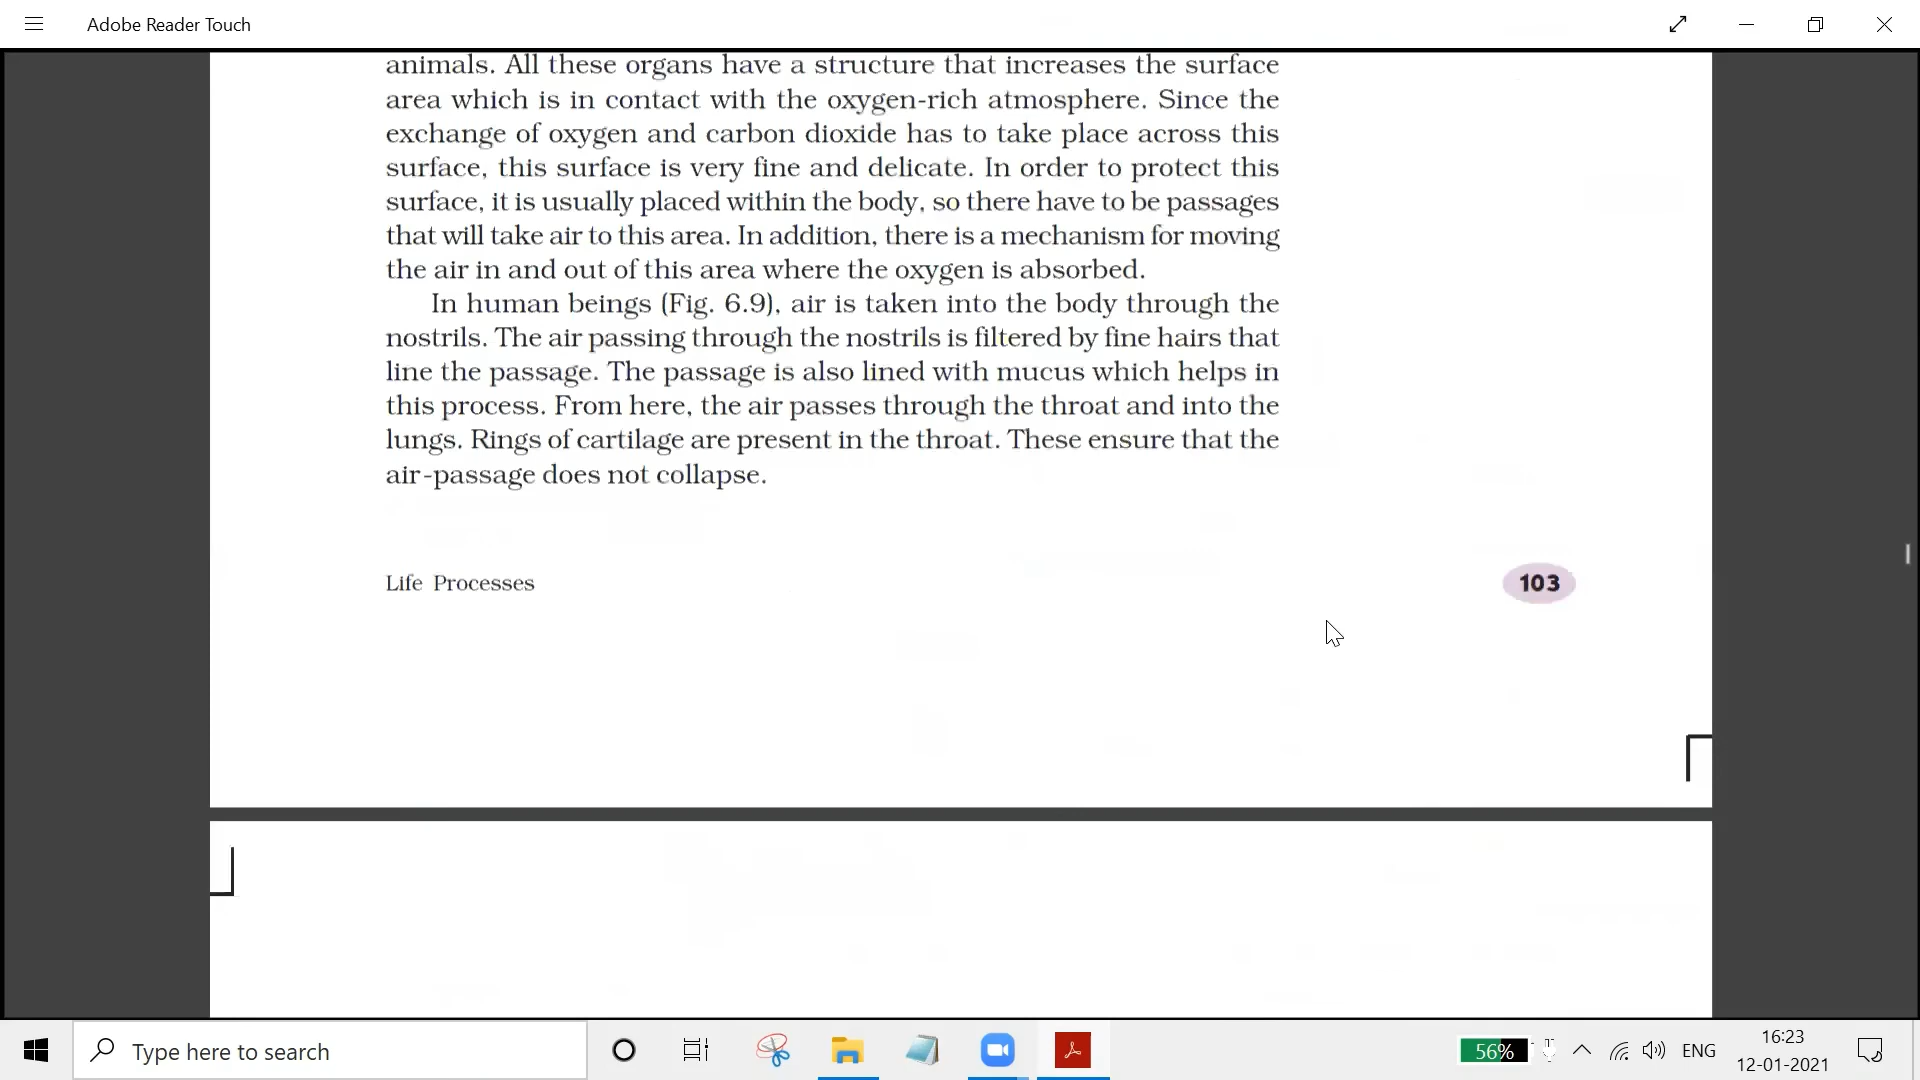 Adobe Reader Touch
animals. All these organs have a structure that increases the surface
area which is in contact with the oxygen-rich atmosphere. Since the
exchange of oxygen and carbon dioxide has to take place across this
surface, this surface is very fine and delicate. In order to protect this
surface, it is usually placed within the body, so there have to be passages
that will take air to this area. In addition, there is a mechanism for moving
the air in and out of this area where the oxygen is absorbed.
In human beings (Fig. 6.9), air is taken into the body through the
nostrils. The air passing through the nostrils is filtered by fine hairs that
line the passage. The passage is also lined with mucus which helps in
this process. From here, the air passes through the throat and into the
lungs. Rings of cartilage are present in the throat. These ensure that the
air-passage does not collapse.
Life Processes
103
Type here to search
56%
ENG
16:23
12-01-2021